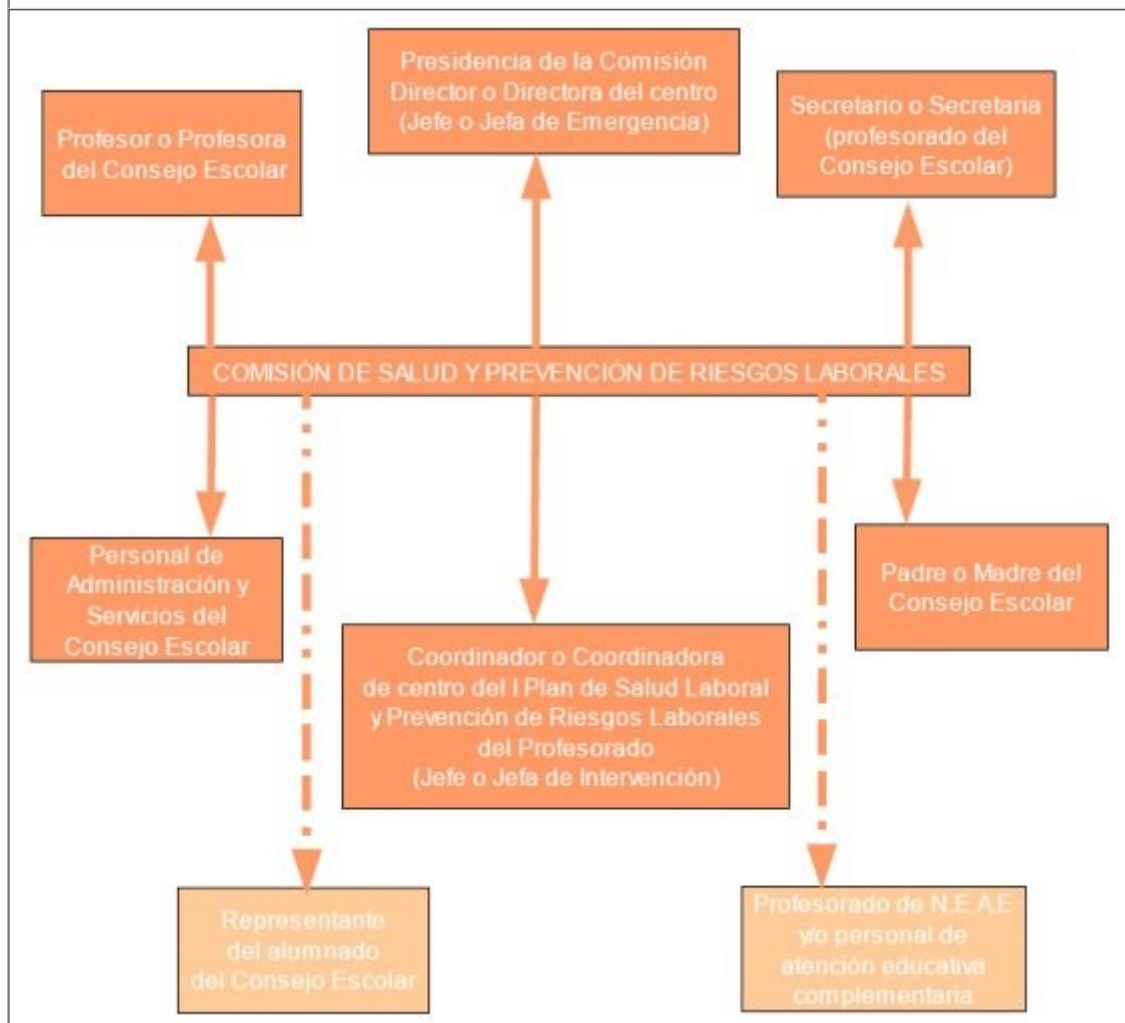 Presidencia de la Comisión
Director o Directora del centro
(Jefe o Jefa de Emergencia)
Profesor o Profesora
del Consejo Escolar
Secretario o Secretaria
(profesorado del
Consejo Escolar)
COMISIÓN DE SALUD Y PREVENCIÓN DE RIESGOS LABORALES
Personal de
Administración y
Servicios del
Consejo Escolar
Padre o Madre del
Consejo Escolar
Coordinador o Coordinadora
de centro del I Plan de Salud Laboral
y Prevención de Riesgos Laborales
del Profesorado
(Jefe o Jefa de Intervención)
Representante
del alumnado
del Consejo Escolar
Profesorado de N.E.A.E
y/o personal de
atención educativa
complementaria